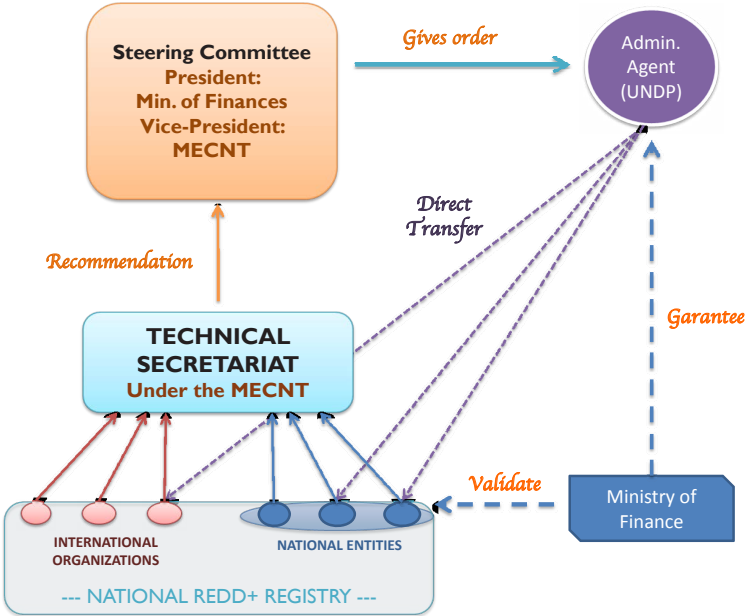 Steering Committee
President:
Min. of Finances
Vice-President:
MECNT
Gives order
Admin.
Agent
(UNDP)
Direct
Transfer
Recommendation
Garantee
TECHNICAL
SECRETARIAT
Under the MECNT
Validate
Ministry of
Finance
INTERNATIONAL
ORGANIZATIONS
NATIONAL ENTITIES
--- NATIONAL REDD+ REGISTRY ---